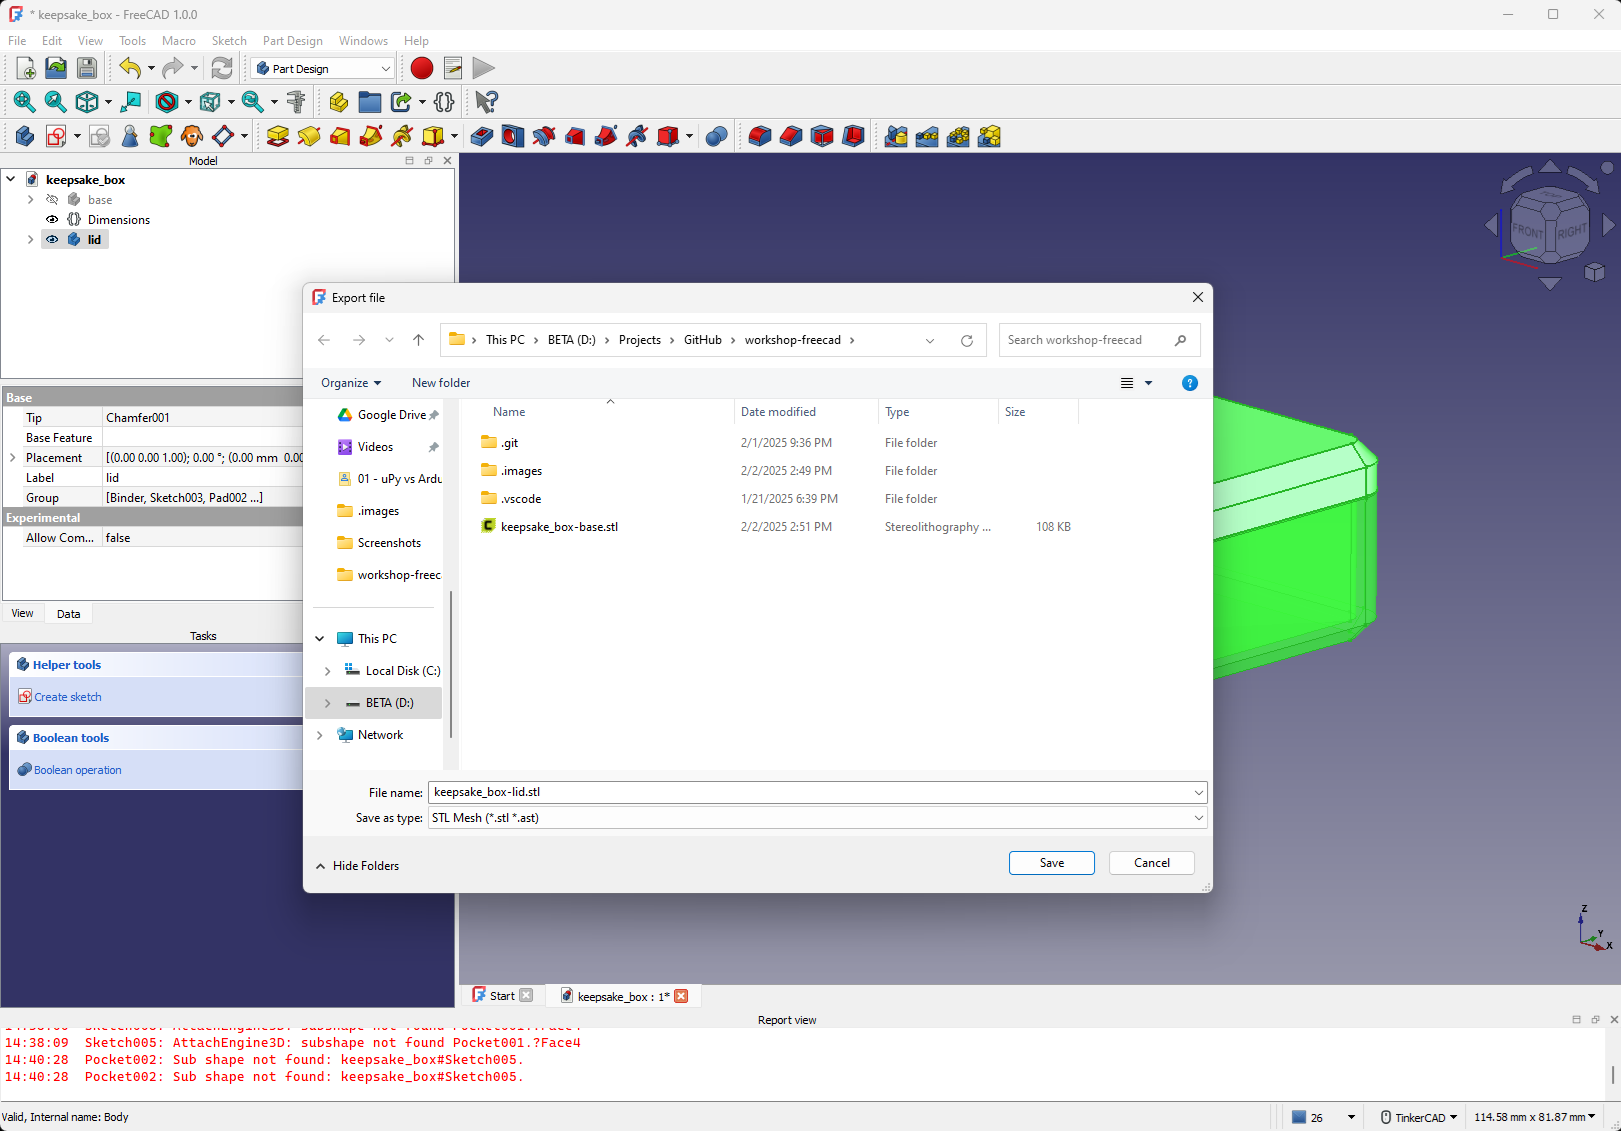 * keepsake_box - FreeCAD 1.0.0
File Edit View Tools Macro Sketch Part Design Windows Help
Part Design
Model
keepsake_box
base
Dimensions
lid
Base
Tip Chamfer001
Base Feature
Placement [(0.00 0.00 1.00); 0.00 °; (0.00 mm 0.00
Label lid
Group [Binder, Sketch003, Pad002 ...]
Experimental
Allow Com... false
View Data
Tasks
Helper tools
Create sketch
Boolean tools
Boolean operation
FRONT RIGHT
Export file
This PC > BETA (D:) > Projects > GitHub > workshop-freecad >
Search workshop-freecad
Organize New folder
Google Drive
Videos
01 - uPy vs Ardu
.images
Screenshots
workshop-freec
This PC
Local Disk (C:)
BETA (D:)
Network
Name Date modified Type Size
.git 2/1/2025 9:36 PM File folder
.images 2/2/2025 2:49 PM File folder
.vscode 1/21/2025 6:39 PM File folder
keepsake_box-base.stl 2/2/2025 2:51 PM Stereolithography ... 108 KB
File name: keepsake_box-lid.stl
Save as type: STL Mesh (*.stl *.ast)
Hide Folders
Save Cancel
Z
Y
X
Start keepsake_box : 1*
Report view
14:38:09 Sketch005: AttachEngine3D: subshape not found Pocket001.?Face4
14:40:28 Pocket002: Sub shape not found: keepsake_box#Sketch005.
14:40:28 Pocket002: Sub shape not found: keepsake_box#Sketch005.
Valid, Internal name: Body
26 TinkerCAD 114.58 mm x 81.87 mm